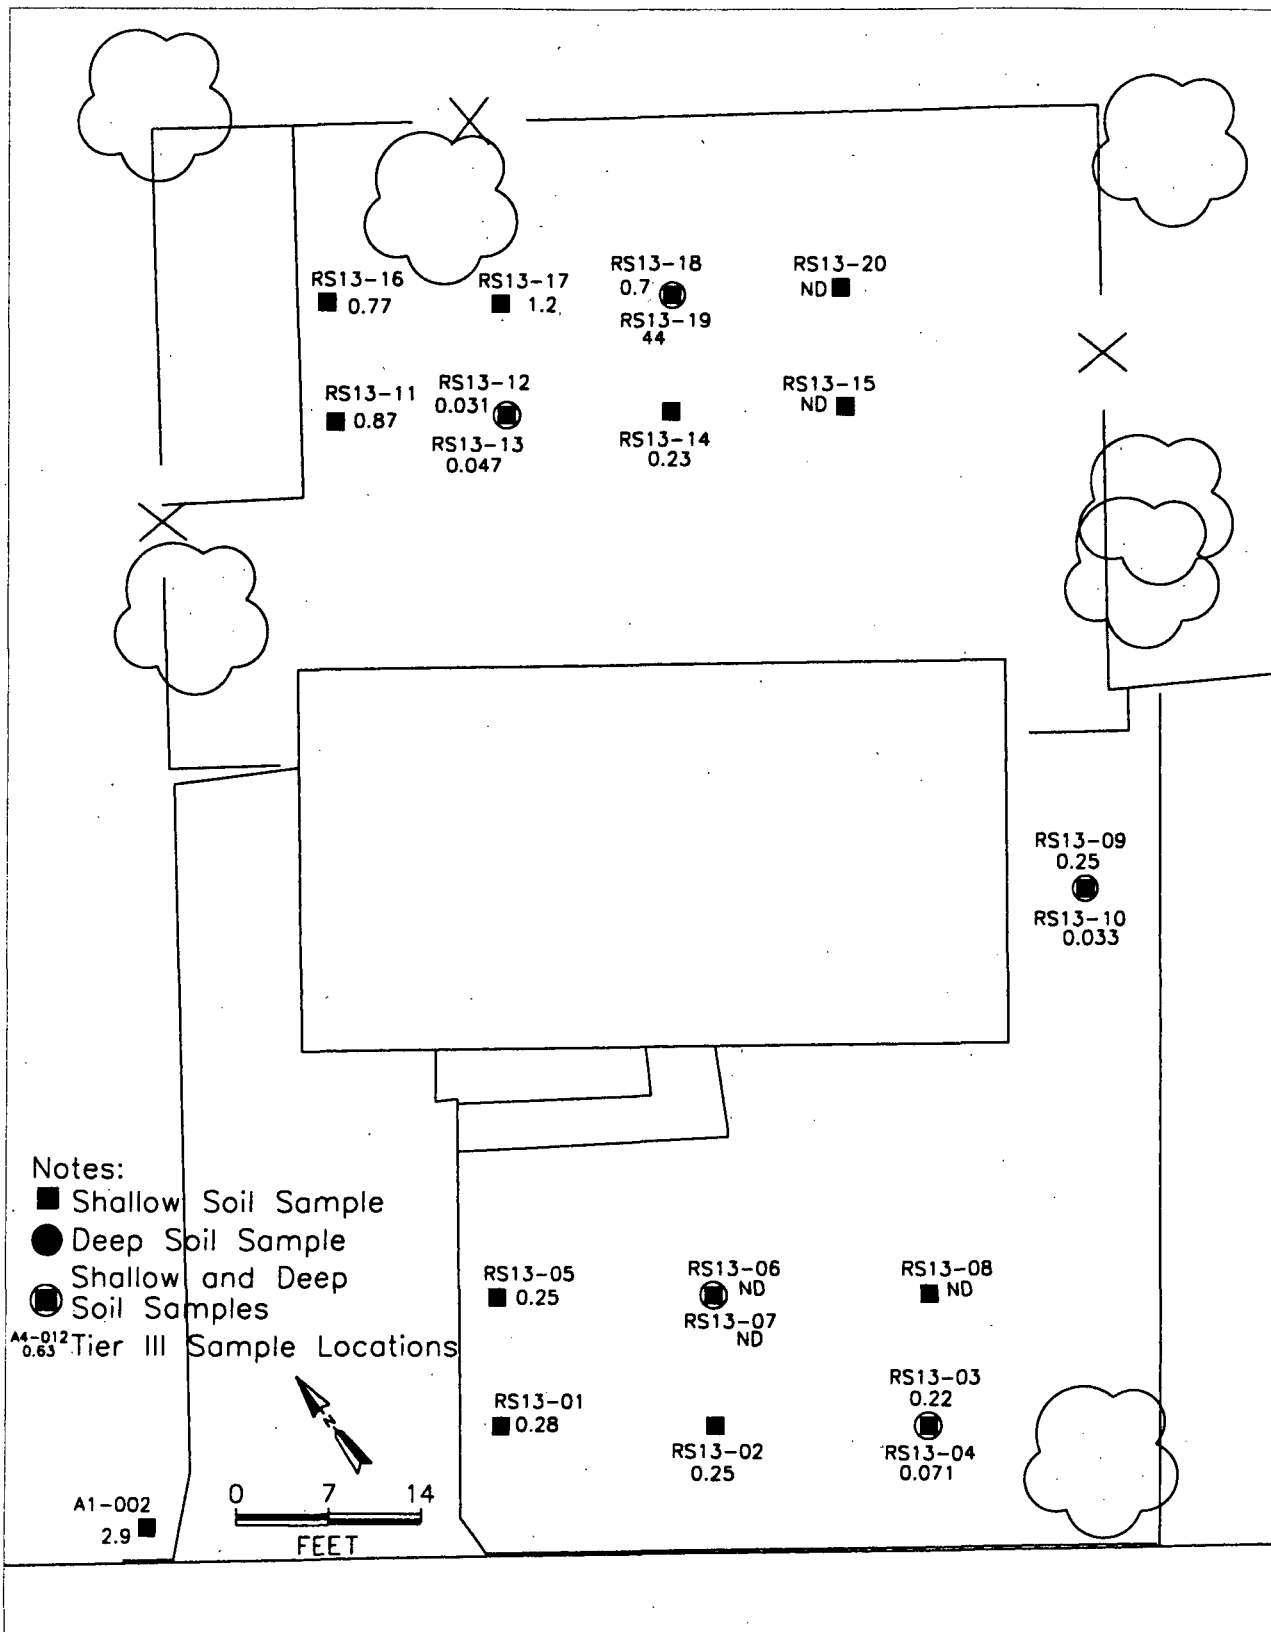 RS13-16
0.77
RS13-17
1.2
RS13-18
0.7
RS13-19
44
RS13-20
ND
RS13-11
0.87
RS13-12
0.031
RS13-13
0.047
RS13-14
0.23
RS13-15
ND
RS13-09
0.25
RS13-10
0.033
Notes:
Shallow Soil Sample
Deep Soil Sample
Shallow and Deep
Soil Samples
A4-012
0.63
Tier III Sample Locations
RS13-05
0.25
RS13-06
ND
RS13-07
ND
RS13-08
ND
RS13-01
0.28
RS13-02
0.25
RS13-03
0.22
RS13-04
0.071
N
A1-002
2.9
0 7 14
FEET